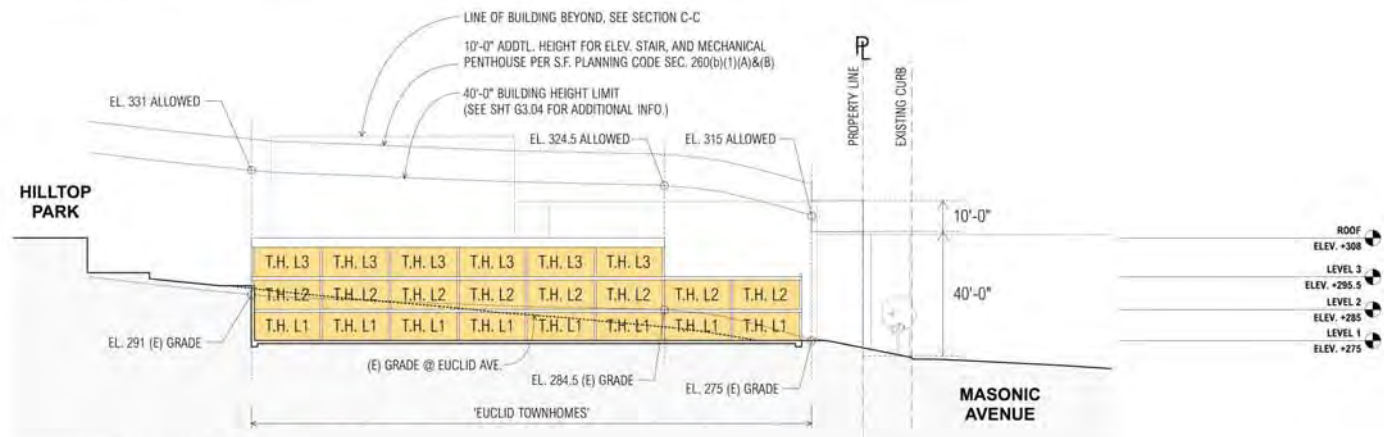 LINE OF BUILDING BEYOND, SEE SECTION C-C
10'-0" ADDTL. HEIGHT FOR ELEV. STAIR, AND MECHANICAL
PENTHOUSE PER S.F. PLANNING CODE SEC. 260(b)(1)(A)&(B)
40'-0" BUILDING HEIGHT LIMIT
(SEE SHT G3.04 FOR ADDITIONAL INFO.)
EL. 331 ALLOWED
EL. 324.5 ALLOWED
EL. 315 ALLOWED
PL
PROPERTY LINE
EXISTING CURB
HILLTOP
PARK
10'-0"
40'-0"
ROOF
ELEV. +308
LEVEL 3
ELEV. +295.5
LEVEL 2
ELEV. +285
LEVEL 1
ELEV. +275
T.H. L3 T.H. L3 T.H. L3 T.H. L3 T.H. L3 T.H. L3
T.H. L2 T.H. L2 T.H. L2 T.H. L2 T.H. L2 T.H. L2 T.H. L2 T.H. L2
T.H. L1 T.H. L1 T.H. L1 T.H. L1 T.H. L1 T.H. L1 T.H. L1 T.H. L1
EL. 291 (E) GRADE
(E) GRADE @ EUCLID AVE.
EL. 284.5 (E) GRADE
EL. 275 (E) GRADE
'EUCLID TOWNHOMES'
MASONIC
AVENUE